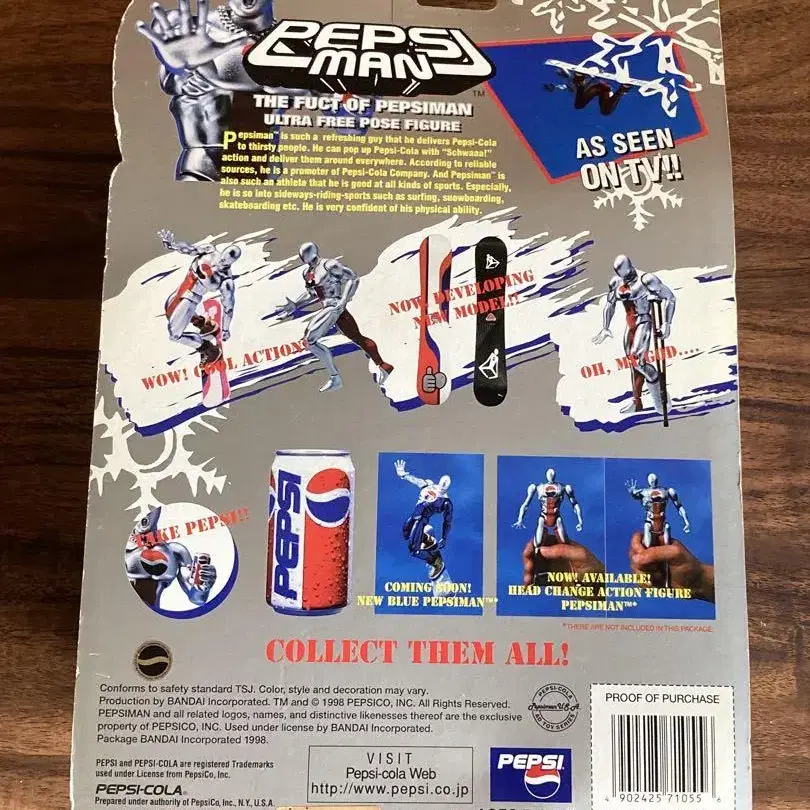 PEPSI
MAN
TM
THE FUCT OF PEPSIMAN
ULTRA FREE POSE FIGURE
Pepsiman™ is such a refreshing guy that he delivers Pepsi-Cola
to thirsty people. He can pop up Pepsi-Cola with "Schwaaa!"
action and deliver them around everywhere. According to reliable
sources, he is a promoter of Pepsi-Cola Company. And Pepsiman™ is
also such an athlete that he is good at all kinds of sports. Especially,
he is so into sideways-riding-sports such as surfing, snowboarding,
skateboarding etc. He is very confident of his physical ability.
AS SEEN
ON TV!!
WOW! COOL ACTION!
NOW, DEVELOPING
NEW MODEL!!
OH, MY GOD....
TAKE PEPSI!!
PEPSI
COMING SOON!
NEW BLUE PEPSIMAN™*
NOW! AVAILABLE!
HEAD CHANGE ACTION FIGURE
PEPSIMAN™*
*THERE ARE NOT INCLUDED IN THIS PACKAGE.
COLLECT THEM ALL!
Conforms to safety standard TSJ. Color, style and decoration may vary.
Production by BANDAI Incorporated. TM and © 1998 PEPSICO, INC. All Rights Reserved.
PEPSIMAN and all related logos, names, and distinctive likenesses thereof are the exclusive
property of PEPSICO, INC. Used under license by BANDAI Incorporated.
Package BANDAI Incorporated 1998.
PEPSI-COLA
Pepsiman U.S.A
PROOF OF PURCHASE
4 902425 71055 6
PEPSI and PEPSI-COLA are registered Trademarks
used under License from PepsiCo, Inc.
PEPSI-COLA.
Prepared under authority of PepsiCo, Inc., N.Y., U.S.A.
VISIT
Pepsi-cola Web
http://www.pepsi.co.jp
PEPSI